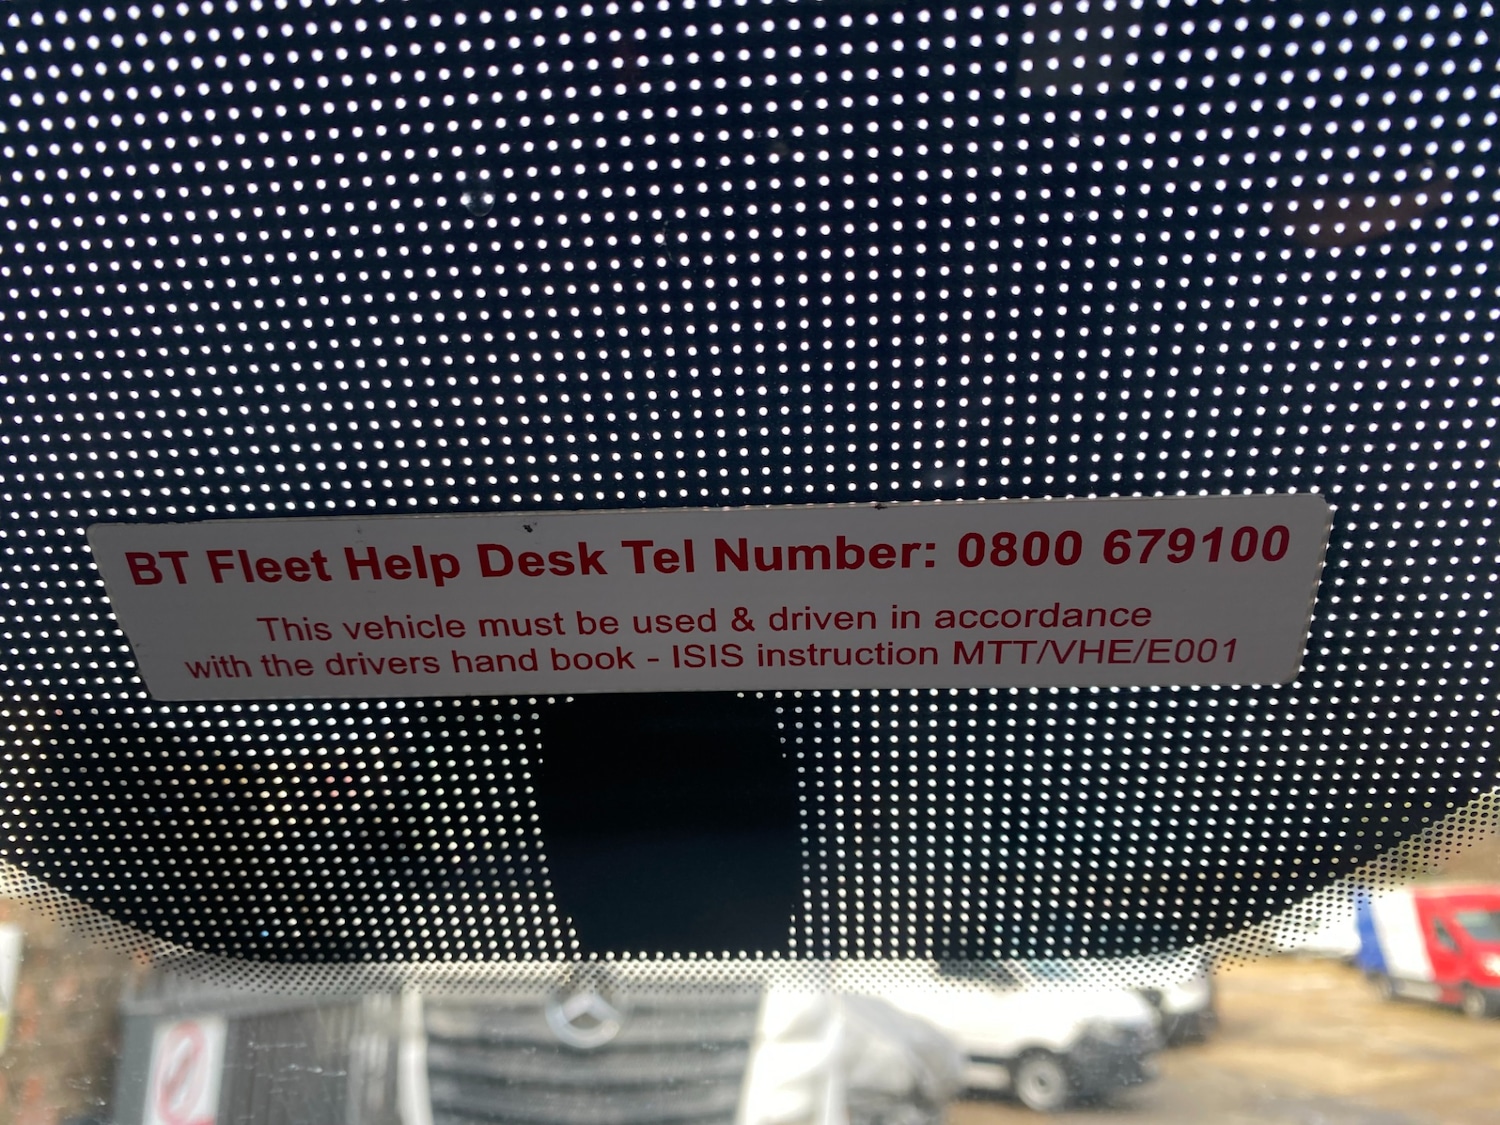 BT Fleet Help Desk Tel Number: 0800 679100
This vehicle must be used & driven in accordance
with the drivers hand book - ISIS instruction MTT/VHE/E001